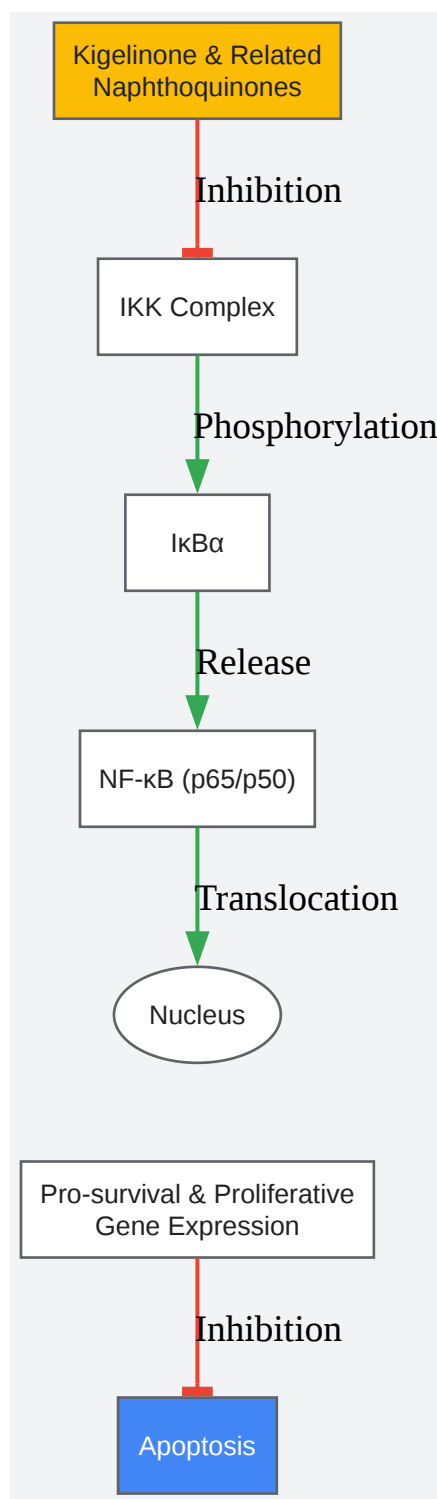 Kigelinone & Related
Naphthoquinones
Inhibition
IKK Complex
Phosphorylation
IκBα
Release
NF-κB (p65/p50)
Translocation
Nucleus
Pro-survival & Proliferative
Gene Expression
Inhibition
Apoptosis